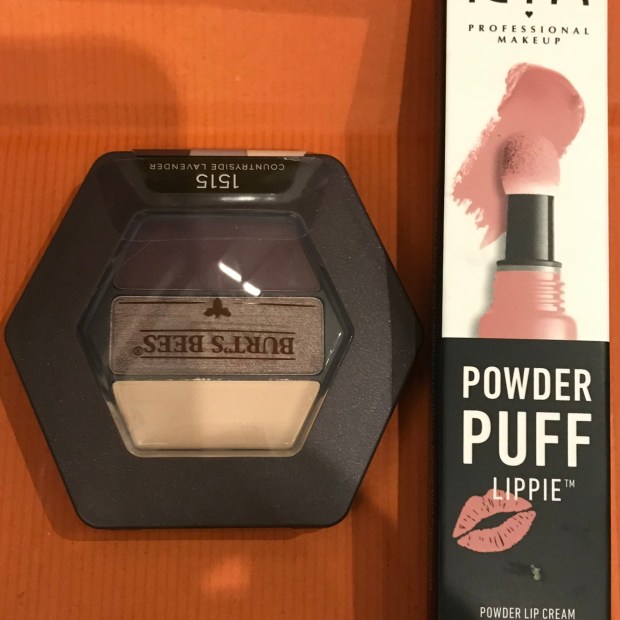 1515
COUNTRYSIDE LAVENDER
BURT'S BEES®
PROFESSIONAL
MAKEUP
POWDER
PUFF
LIPPIE™
POWDER LIP CREAM